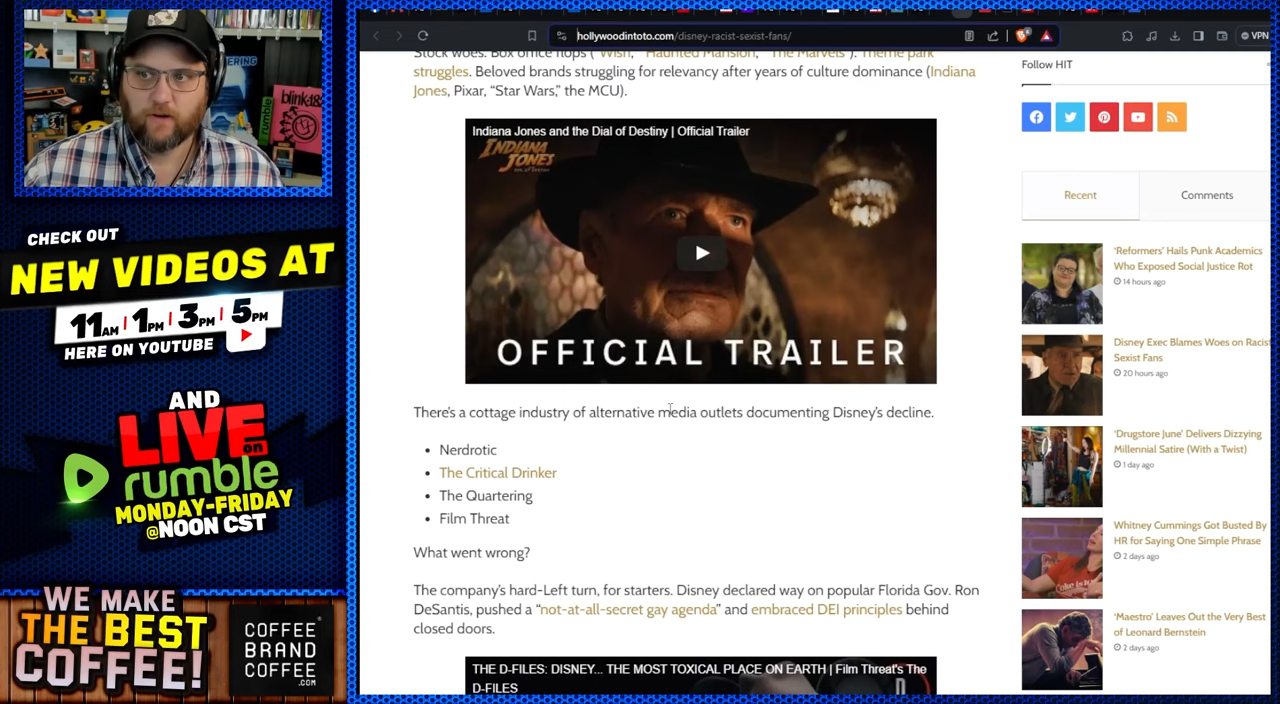 hollywoodintoto.com/disney-racist-sexist-fans/
VPN
Stock woes. Box office flops ("Wish," "Haunted Mansion," "The Marvels"). Theme park
struggles. Beloved brands struggling for relevancy after years of culture dominance (Indiana
Jones, Pixar, "Star Wars," the MCU).
Indiana Jones and the Dial of Destiny | Official Trailer
INDIANA
JONES
OFFICIAL TRAILER
There's a cottage industry of alternative media outlets documenting Disney's decline.
• Nerdrotic
• The Critical Drinker
• The Quartering
• Film Threat
What went wrong?
The company's hard-Left turn, for starters. Disney declared way on popular Florida Gov. Ron
DeSantis, pushed a "not-at-all-secret gay agenda" and embraced DEI principles behind
closed doors.
THE D-FILES: DISNEY... THE MOST TOXICAL PLACE ON EARTH | Film Threat's The
D-FILES
Follow HIT
Recent
Comments
'Reformers' Hails Punk Academics
Who Exposed Social Justice Rot
14 hours ago
Disney Exec Blames Woes on Racist
Sexist Fans
20 hours ago
'Drugstore June' Delivers Dizzying
Millennial Satire (With a Twist)
1 day ago
Whitney Cummings Got Busted By
HR for Saying One Simple Phrase
2 days ago
'Maestro' Leaves Out the Very Best
of Leonard Bernstein
2 days ago
blink-182
rumble
CHECK OUT
NEW VIDEOS AT
11AM | 1PM | 3PM | 5PM
HERE ON YOUTUBE
AND
LIVE on
rumble
MONDAY-FRIDAY
@NOON CST
WE MAKE
THE BEST
COFFEE!
COFFEE
BRAND
COFFEE
.COM